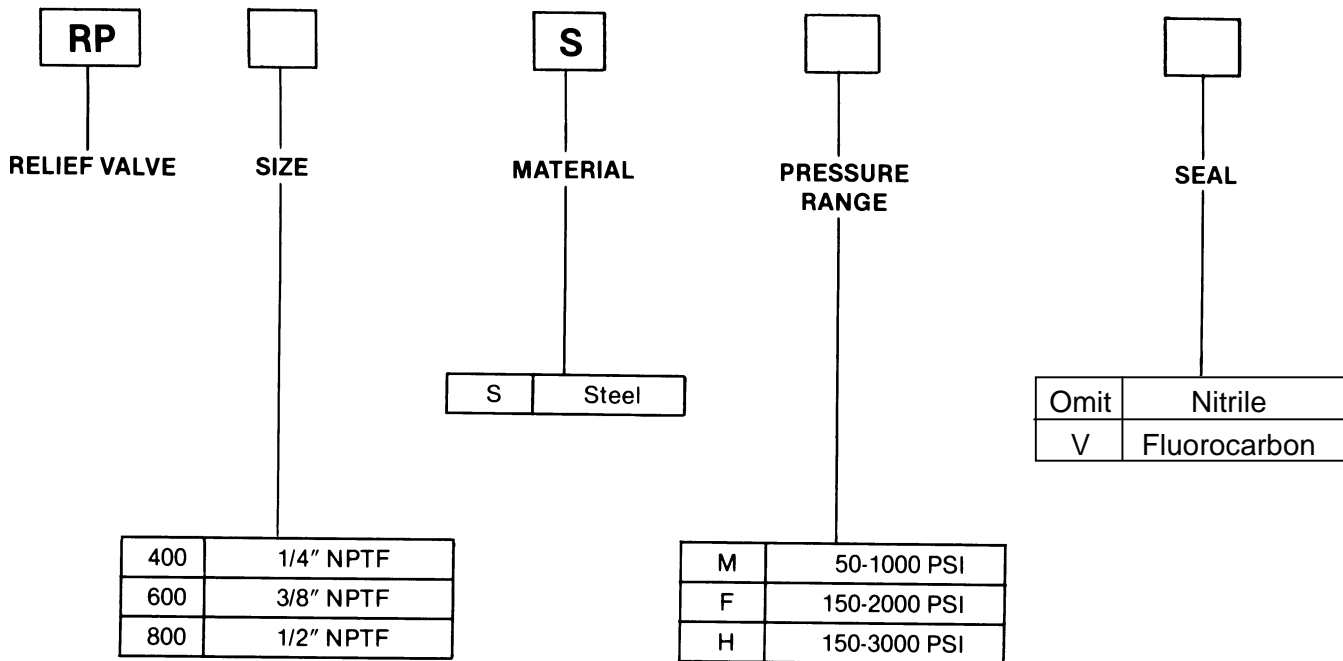 RP
S
RELIEF VALVE
SIZE
MATERIAL
PRESSURE
RANGE
SEAL
S Steel
Omit Nitrile
V Fluorocarbon
400 1/4″ NPTF
600 3/8″ NPTF
800 1/2″ NPTF
M 50-1000 PSI
F 150-2000 PSI
H 150-3000 PSI